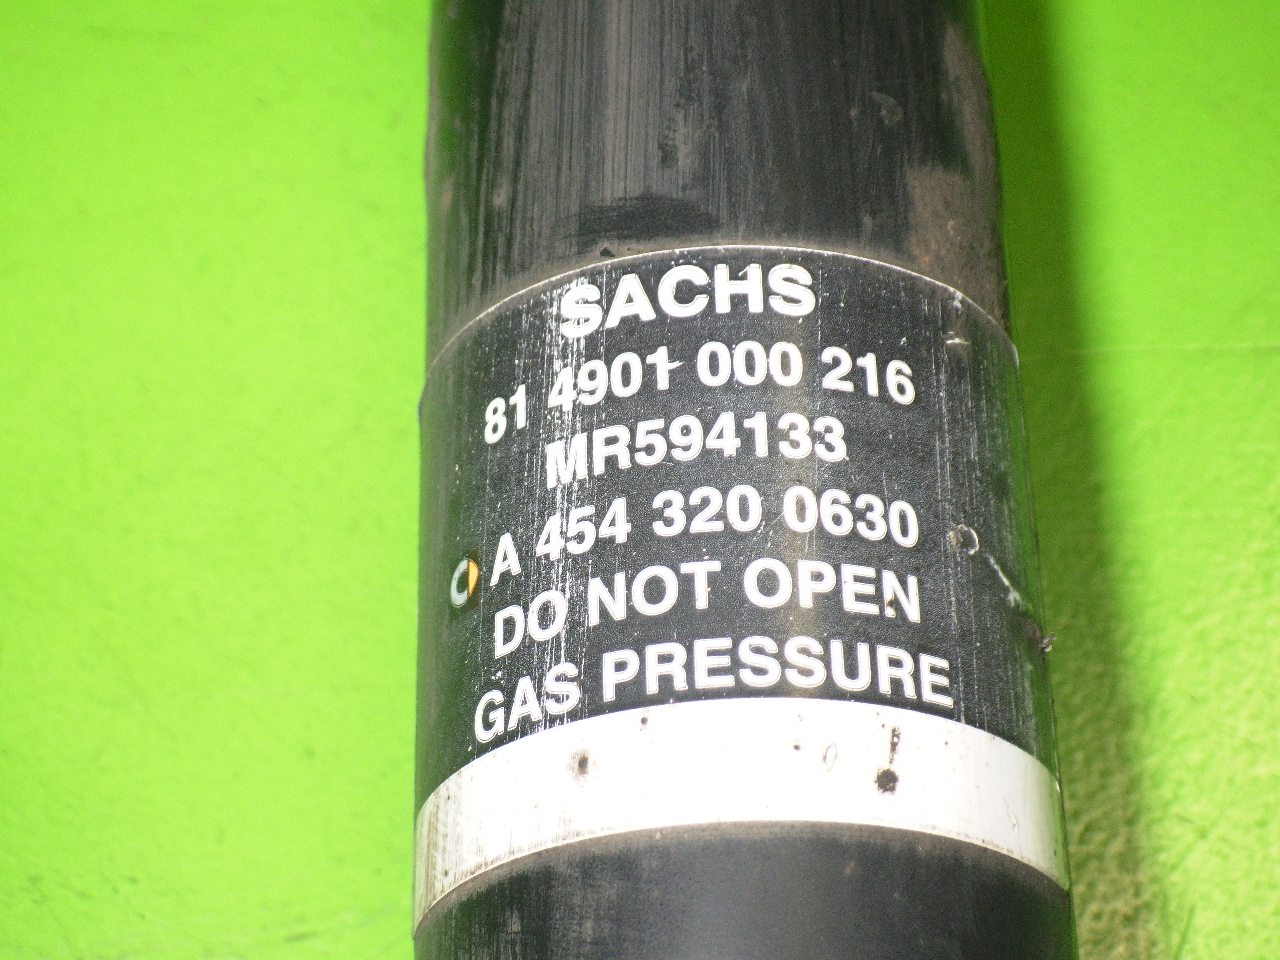 SACHS
81 4901 000 216
MR594133
A 454 320 0630
DO NOT OPEN
GAS PRESSURE